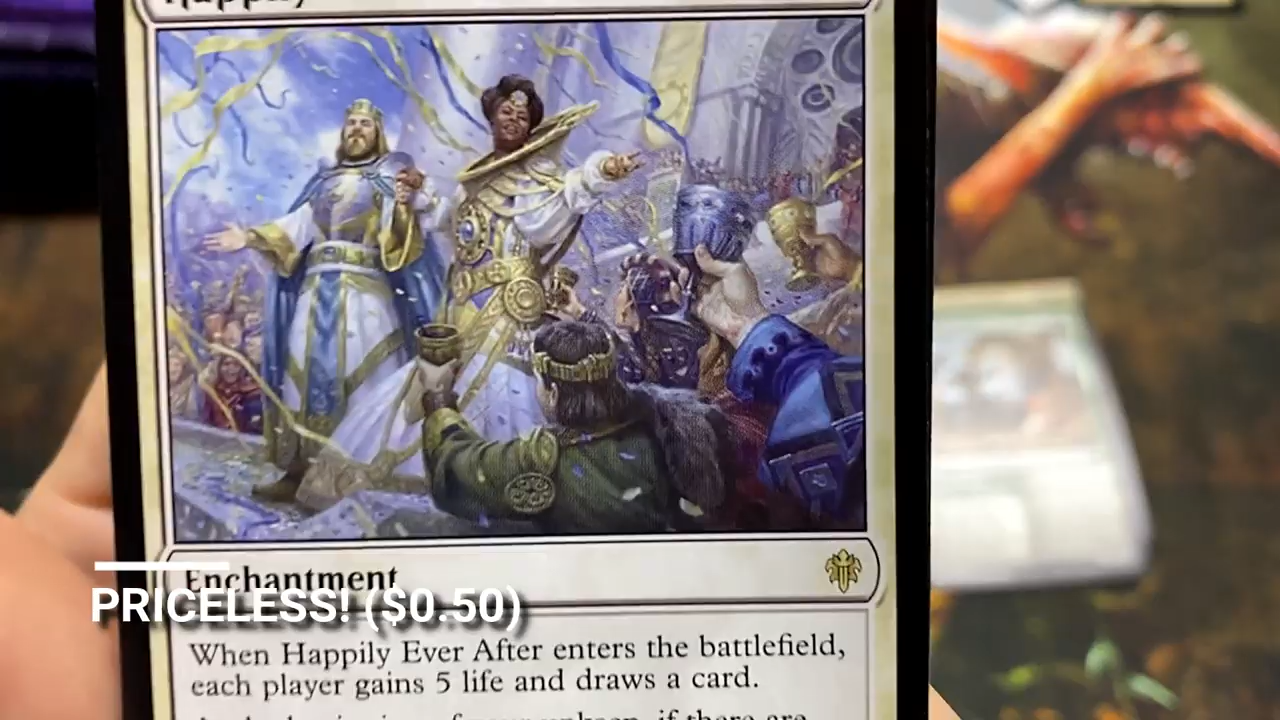 Happily
Enchantment
PRICELESS! ($0.50)
When Happily Ever After enters the battlefield,
each player gains 5 life and draws a card.